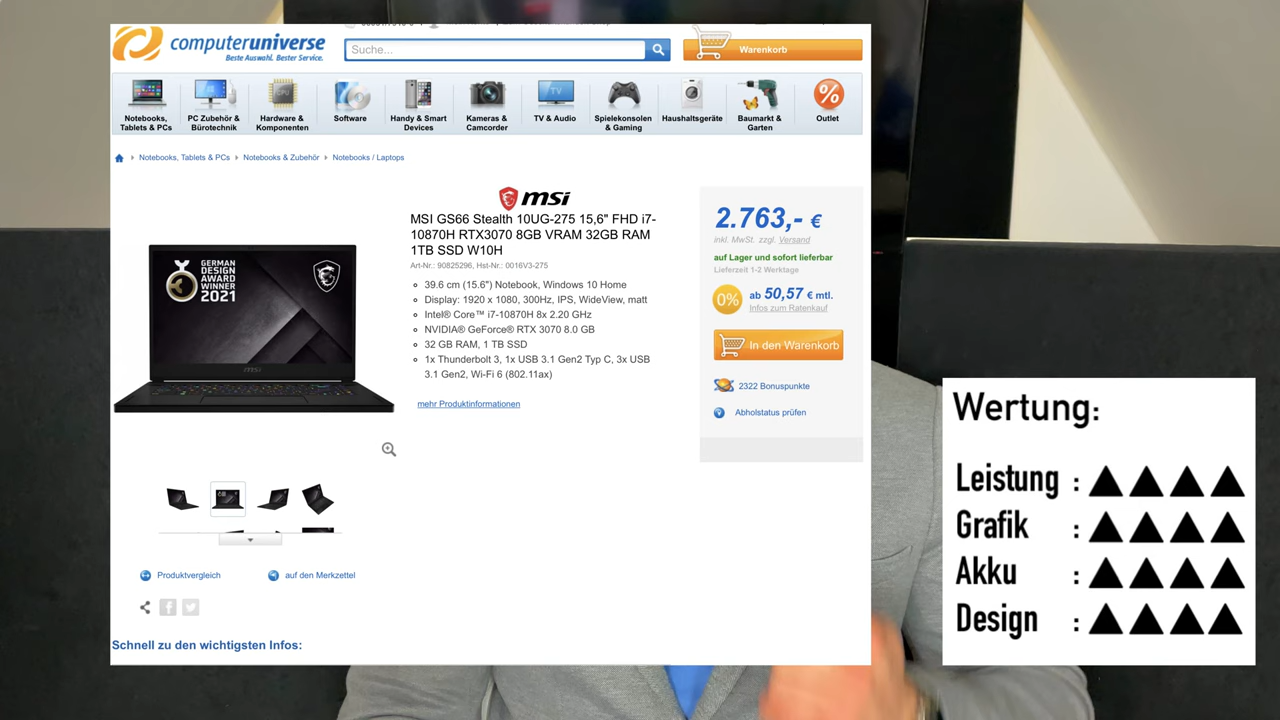 computeruniverse
Beste Auswahl. Bester Service.
Suche...
Warenkorb
Notebooks,
Tablets & PCs
PC Zubehör &
Bürotechnik
CPU
Hardware &
Komponenten
Software
Handy & Smart
Devices
Kameras &
Camcorder
TV
TV & Audio
Spielekonsolen
& Gaming
Haushaltsgeräte
Baumarkt &
Garten
%
Outlet
Notebooks, Tablets & PCs
Notebooks & Zubehör
Notebooks / Laptops
msi
MSI GS66 Stealth 10UG-275 15,6" FHD i7-
10870H RTX3070 8GB VRAM 32GB RAM
1TB SSD W10H
Art-Nr.: 90825296, Hst-Nr.: 0016V3-275
39.6 cm (15.6") Notebook, Windows 10 Home
Display: 1920 x 1080, 300Hz, IPS, WideView, matt
Intel® Core™ i7-10870H 8x 2.20 GHz
NVIDIA® GeForce® RTX 3070 8.0 GB
32 GB RAM, 1 TB SSD
1x Thunderbolt 3, 1x USB 3.1 Gen2 Typ C, 3x USB
3.1 Gen2, Wi-Fi 6 (802.11ax)
mehr Produktinformationen
GERMAN
DESIGN
AWARD
WINNER
2021
msi
2.763,- €
inkl. MwSt. zzgl. Versand
auf Lager und sofort lieferbar
Lieferzeit 1-2 Werktage
0%
ab 50,57 € mtl.
Infos zum Ratenkauf
In den Warenkorb
2322 Bonuspunkte
Abholstatus prüfen
Produktvergleich
auf den Merkzettel
Schnell zu den wichtigsten Infos:
Wertung:
Leistung : ▲▲▲▲
Grafik : ▲▲▲▲
Akku : ▲▲▲▲
Design : ▲▲▲▲